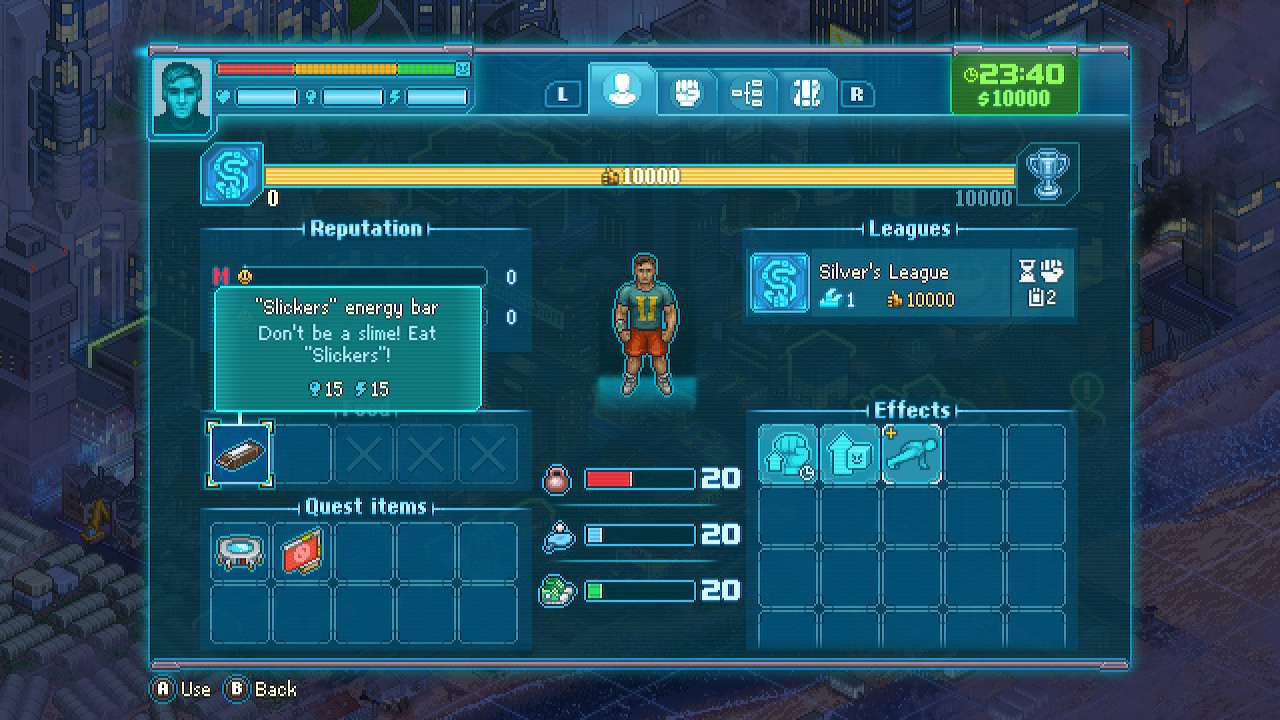 L
R
23:40
$10000
10000
0
10000
Reputation
M
0
0
"Slickers" energy bar
Don't be a slime! Eat
"Slickers"!
15 15
Leagues
Silver's League
1 10000
2
Effects
Quest items
20
20
20
A Use B Back